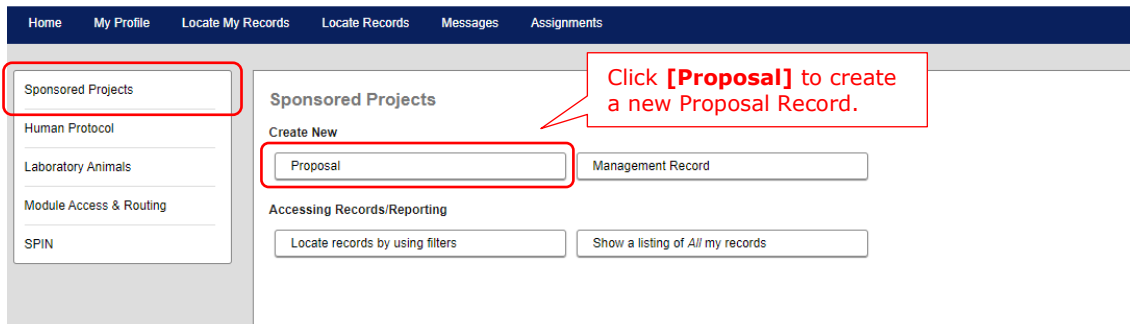 Home My Profile Locate My Records Locate Records Messages Assignments
Sponsored Projects
Human Protocol
Laboratory Animals
Module Access & Routing
SPIN
Sponsored Projects
Click [Proposal] to create
a new Proposal Record.
Create New
Proposal Management Record
Accessing Records/Reporting
Locate records by using filters Show a listing of All my records